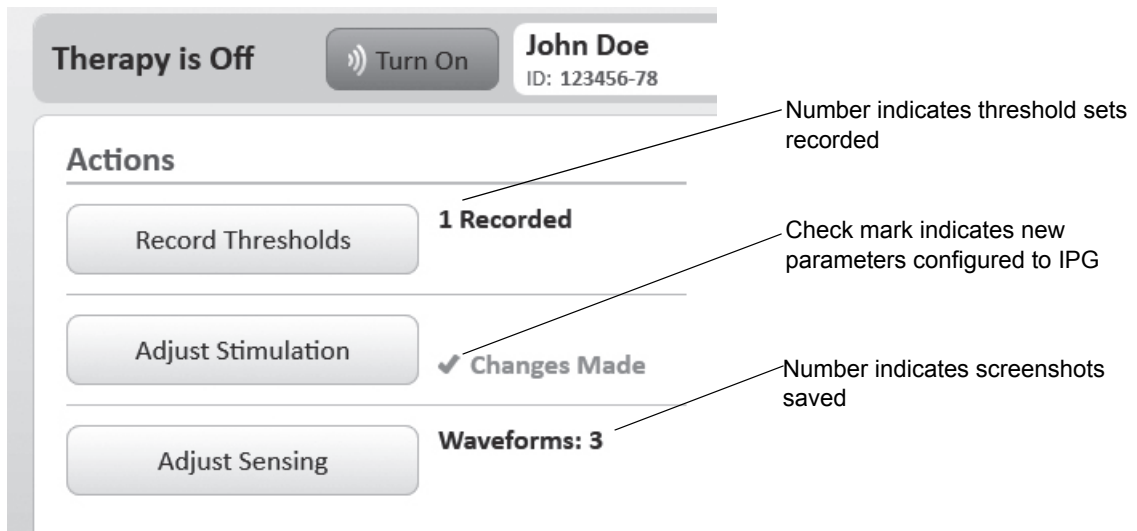 Therapy is Off
Turn On
John Doe
ID: 123456-78
Number indicates threshold sets
recorded
Actions
Record Thresholds
1 Recorded
Check mark indicates new
parameters configured to IPG
Adjust Stimulation
✔ Changes Made
Number indicates screenshots
saved
Adjust Sensing
Waveforms: 3